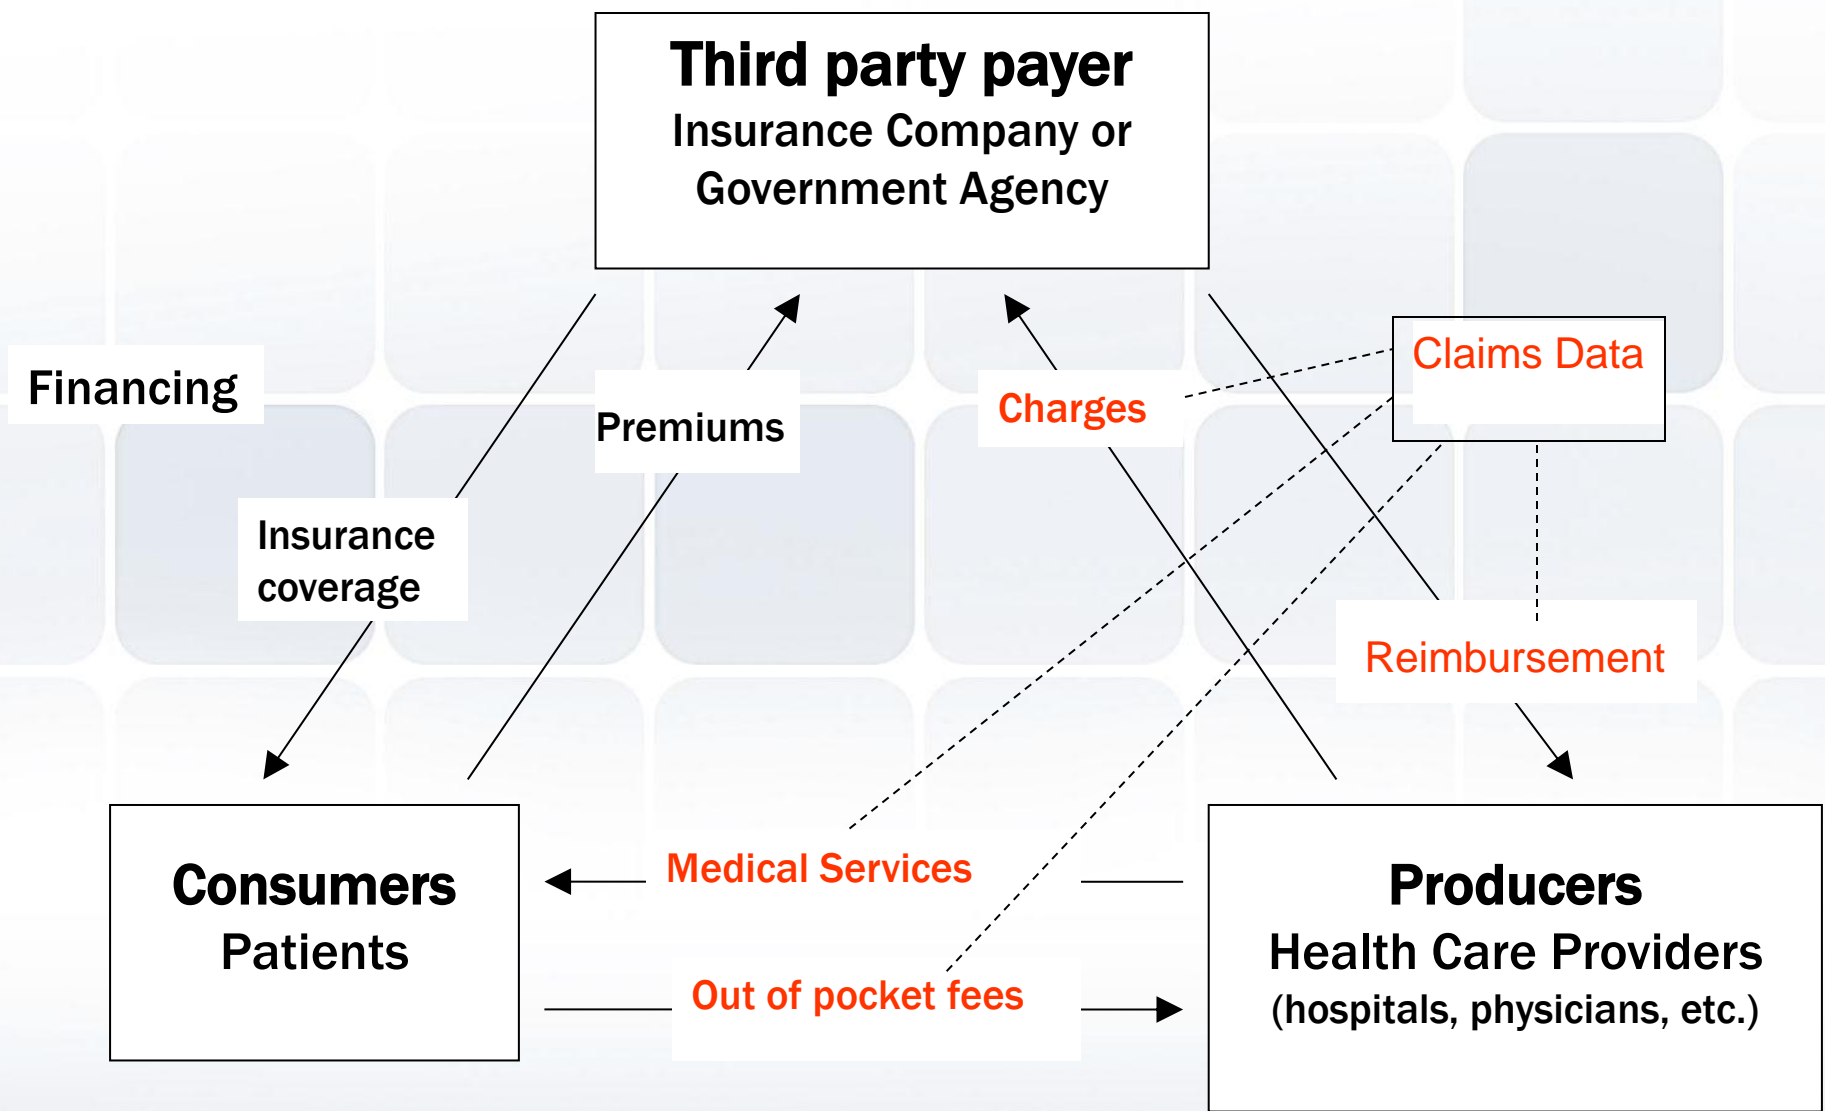 Third party payer
Insurance Company or
Government Agency
Claims Data
Financing
Charges
Premiums
Insurance
coverage
Reimbursement
Medical Services
Consumers
Patients
Producers
Health Care Providers
(hospitals, physicians, etc.)
Out of pocket fees